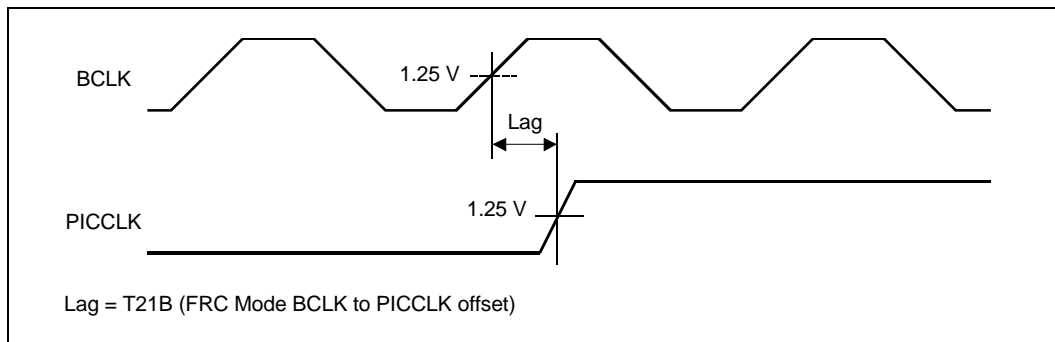 BCLK
1.25 V
Lag
1.25 V
PICCLK
Lag = T21B (FRC Mode BCLK to PICCLK offset)